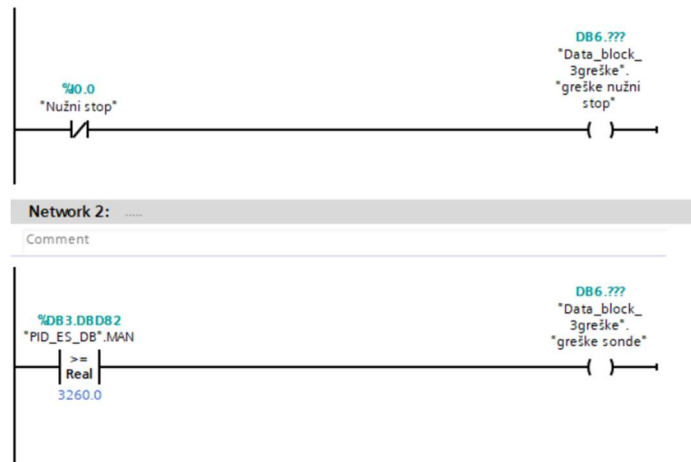 DB6.???
"Data_block_
3greške".
"greške nužni
stop"
%I0.0
"Nužni stop"
Network 2: .....
Comment
DB6.???
"Data_block_
3greške".
"greške sonde"
%DB3.DBD82
"PID_ES_DB".MAN
>=
Real
3260.0